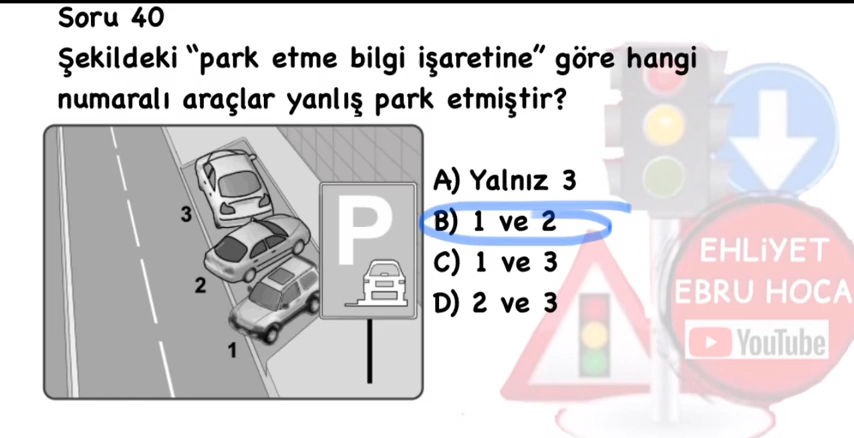 Soru 40
Şekildeki “park etme bilgi işaretine” göre hangi
numaralı araçlar yanlış park etmiştir?
A) Yalnız 3
B) 1 ve 2
C) 1 ve 3
D) 2 ve 3
3
2
1
P
EHLİYET
EBRU HOCA
YouTube